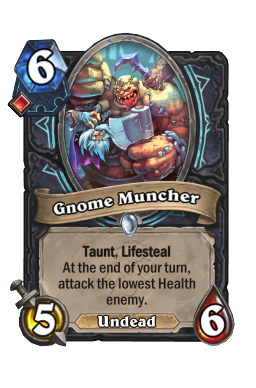 6
Gnome Muncher
Taunt, Lifesteal
At the end of your turn,
attack the lowest Health
enemy.
5
Undead
6